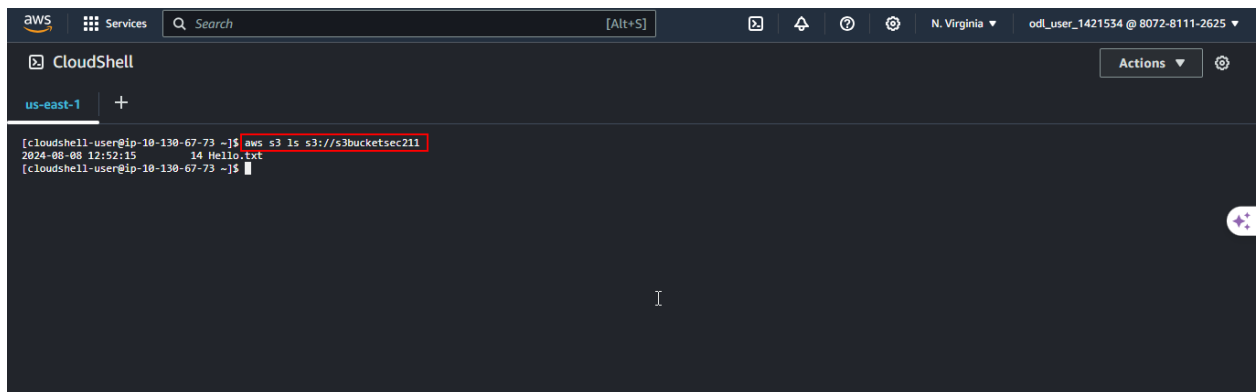 aws Services Search [Alt+S] N. Virginia ▼ odl_user_1421534 @ 8072-8111-2625 ▼
CloudShell Actions ▼
us-east-1 +
[cloudshell-user@ip-10-130-67-73 ~]$ aws s3 ls s3://s3bucketsec211
2024-08-08 12:52:15 14 Hello.txt
[cloudshell-user@ip-10-130-67-73 ~]$